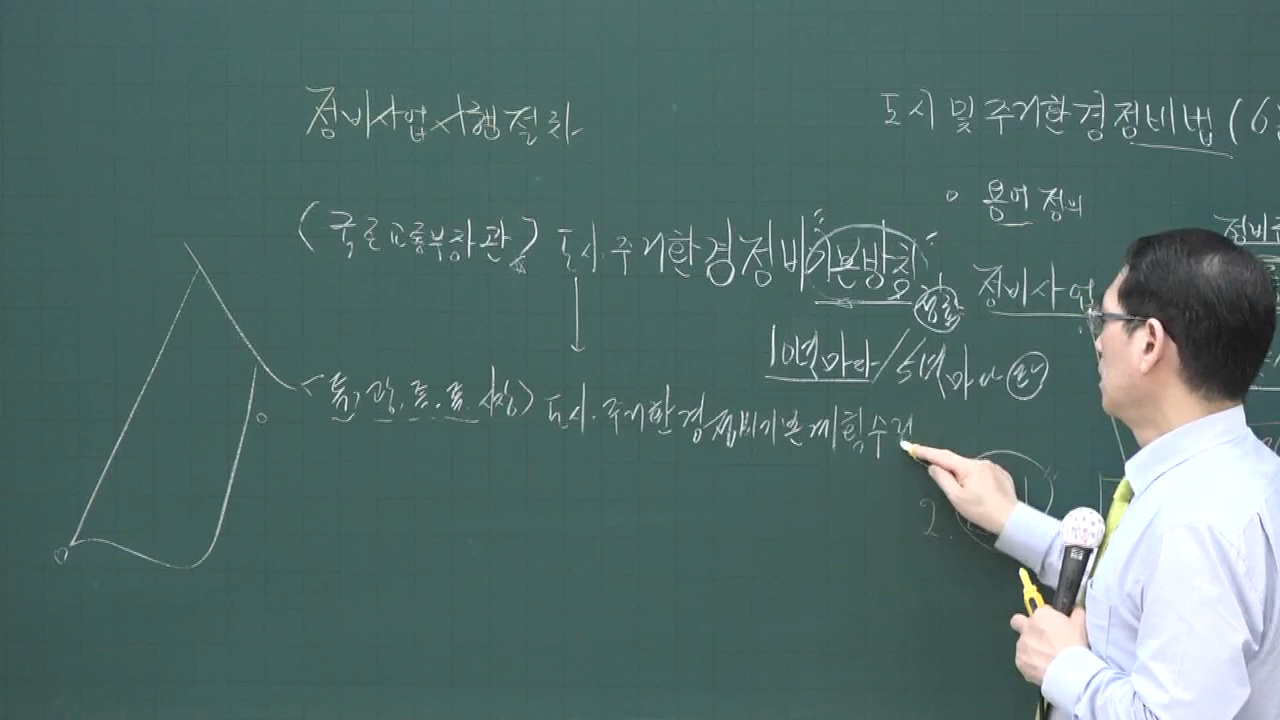 정비사업 시행절차
도시 및 주거환경정비법 (6
○ 용어 정의
(국토교통부장관) 도시·주거환경정비기본방침
정비사업
10년마다/5년마다
<특, 광, 특, 특, 시장> 도시·주거환경정비기본계획수립
2.